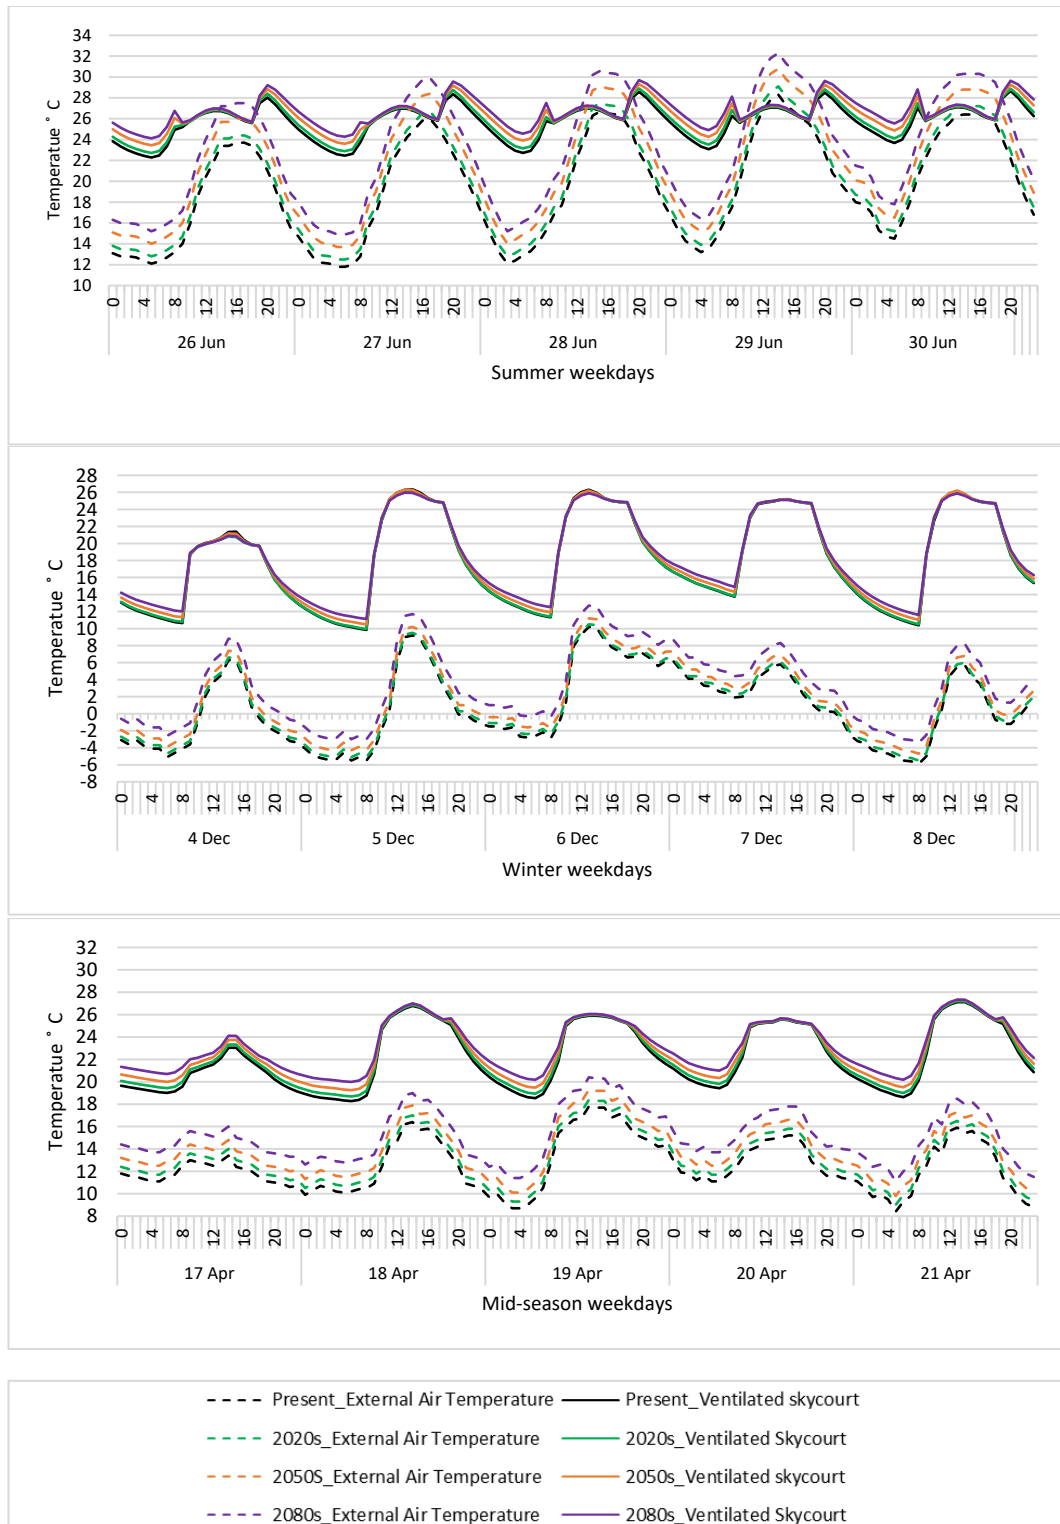 34
32
30
28
26
24
22
20
18
16
14
12
10
Temperatue ˚ C
0 4 8 12 16 20 0 4 8 12 16 20 0 4 8 12 16 20 0 4 8 12 16 20 0 4 8 12 16 20
26 Jun 27 Jun 28 Jun 29 Jun 30 Jun
Summer weekdays
28
26
24
22
20
18
16
14
12
10
8
6
4
2
0
-2
-4
-6
-8
Temperatue ˚ C
0 4 8 12 16 20 0 4 8 12 16 20 0 4 8 12 16 20 0 4 8 12 16 20 0 4 8 12 16 20
4 Dec 5 Dec 6 Dec 7 Dec 8 Dec
Winter weekdays
32
30
28
26
24
22
20
18
16
14
12
10
8
Temperatue ˚ C
0 4 8 12 16 20 0 4 8 12 16 20 0 4 8 12 16 20 0 4 8 12 16 20 0 4 8 12 16 20
17 Apr 18 Apr 19 Apr 20 Apr 21 Apr
Mid-season weekdays
Present_External Air Temperature Present_Ventilated skycourt
2020s_External Air Temperature 2020s_Ventilated Skycourt
2050S_External Air Temperature 2050s_Ventilated skycourt
2080s_External Air Temperature 2080s_Ventilated Skycourt